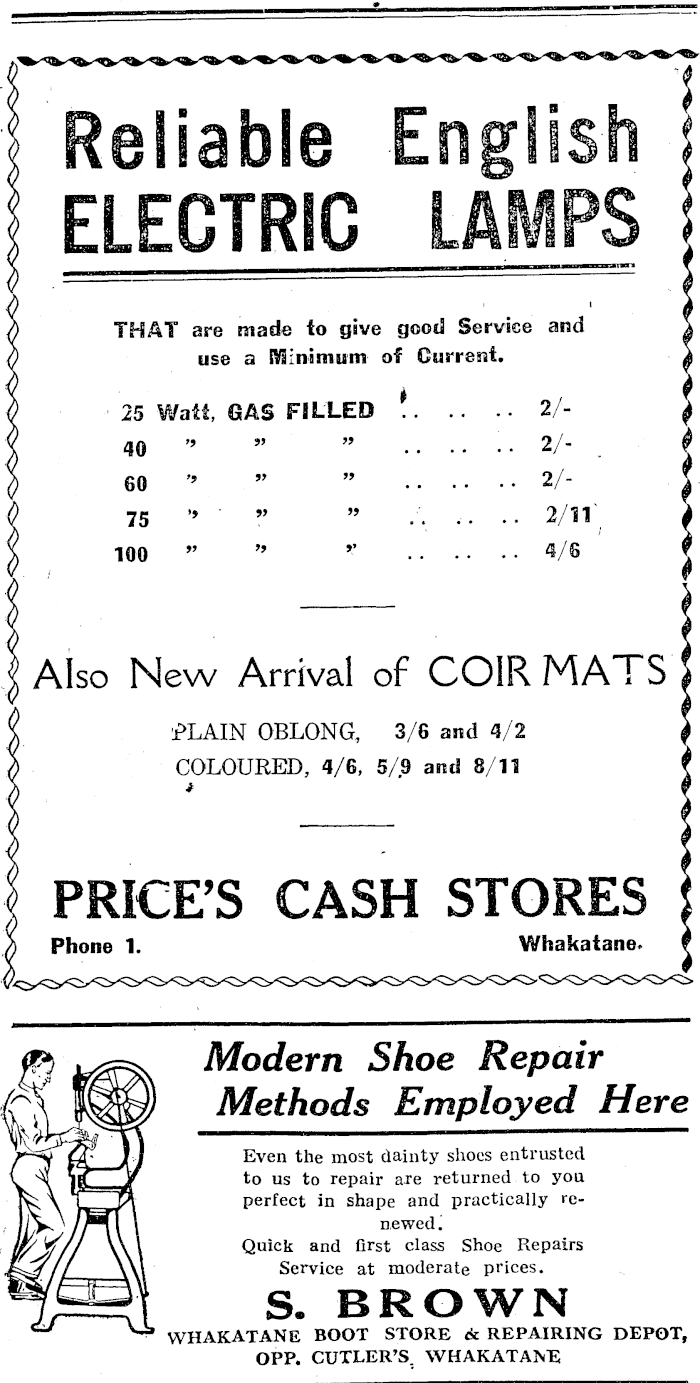 Reliable English
ELECTRIC LAMPS
THAT are made to give good Service and
use a Minimum of Current.
25 Watt, GAS FILLED .. .. .. 2/-
40 ” ” ” .. .. .. 2/-
60 ” ” ” .. .. .. 2/-
75 ” ” ” .. .. .. 2/11
100 ” ” ” .. .. .. 4/6
Also New Arrival of COIR MATS
PLAIN OBLONG, 3/6 and 4/2
COLOURED, 4/6, 5/9 and 8/11
PRICE'S CASH STORES
Phone 1. Whakatane.
Modern Shoe Repair
Methods Employed Here
Even the most dainty shoes entrusted
to us to repair are returned to you
perfect in shape and practically re-
newed.
Quick and first class Shoe Repairs
Service at moderate prices.
S. BROWN
WHAKATANE BOOT STORE & REPAIRING DEPOT,
OPP. CUTLER'S, WHAKATANE